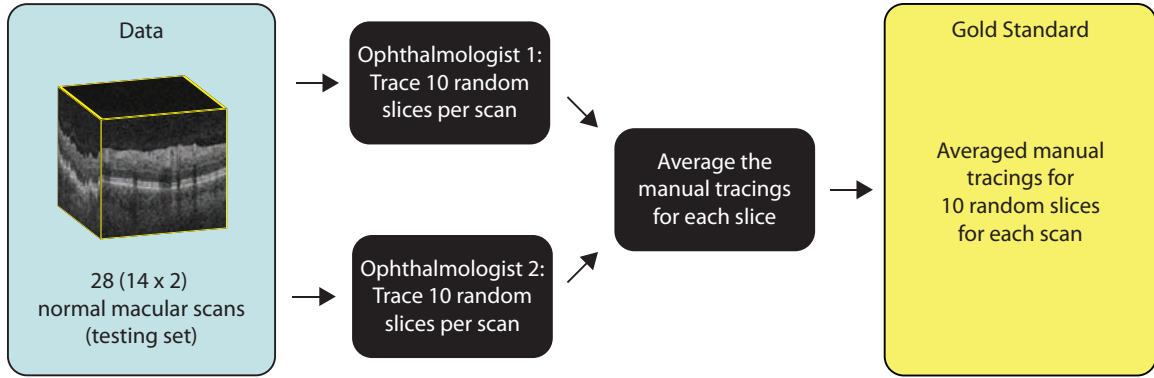 Data
28 (14 x 2)
normal macular scans
(testing set)
Ophthalmologist 1:
Trace 10 random
slices per scan
Ophthalmologist 2:
Trace 10 random
slices per scan
Average the
manual tracings
for each slice
Gold Standard
Averaged manual
tracings for
10 random slices
for each scan